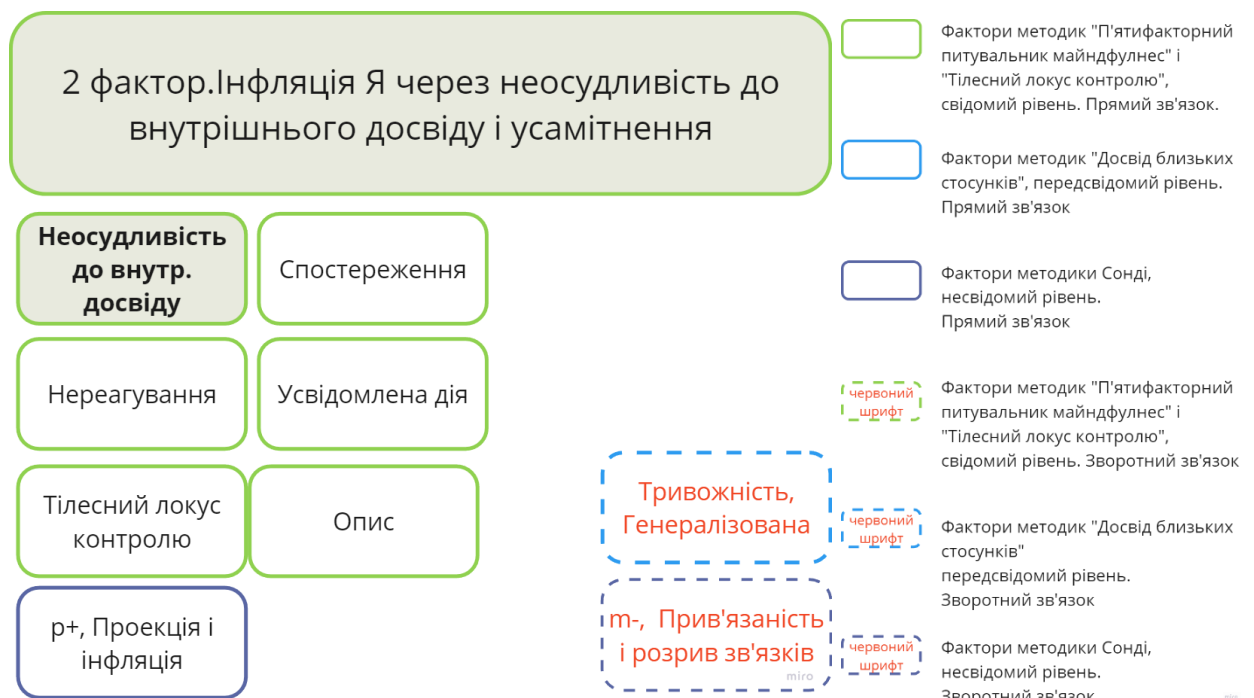 2 фактор.Інфляція Я через неосудливість до
внутрішнього досвіду і усамітнення
Неосудливість
до внутр.
досвіду
Спостереження
Нереагування
Усвідомлена дія
Тілесний локус
контролю
Опис
p+, Проекція і
інфляція
Тривожність,
Генералізована
m-, Прив'язаність
і розрив зв'язків
miro
Фактори методик "П'ятифакторний
питувальник майндфулнес" і
"Тілесний локус контролю",
свідомий рівень. Прямий зв'язок.
Фактори методик "Досвід близьких
стосунків", передсвідомий рівень.
Прямий зв'язок
Фактори методики Сонді,
несвідомий рівень.
Прямий зв'язок
червоний
шрифт
Фактори методик "П'ятифакторний
питувальник майндфулнес" і
"Тілесний локус контролю",
свідомий рівень. Зворотний зв'язок
червоний
шрифт
Фактори методик "Досвід близьких
стосунків"
передсвідомий рівень.
Зворотний зв'язок
червоний
шрифт
Фактори методики Сонді,
несвідомий рівень.
Зворотний зв'язок
miro